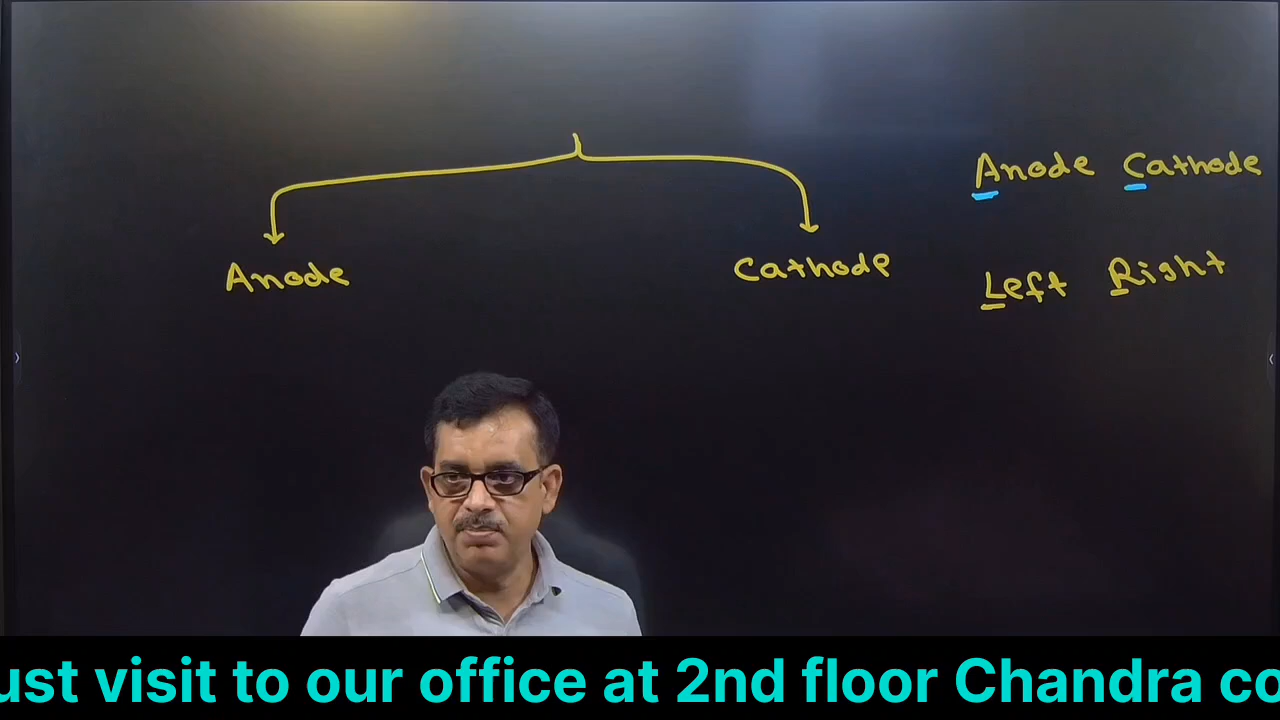 Anode Cathode
Anode Cathode
Left Right
ust visit to our office at 2nd floor Chandra co